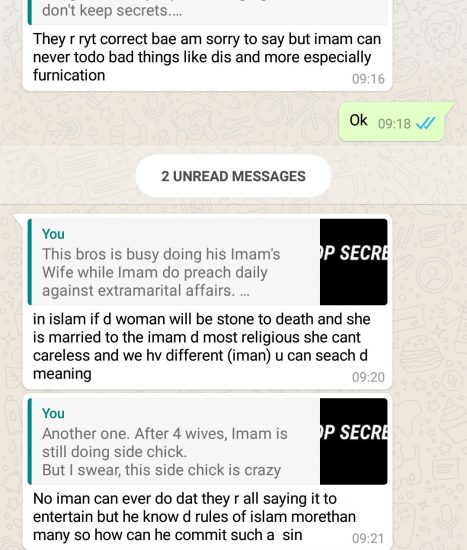 don't keep secrets....
They r ryt correct bae am sorry to say but imam can
never todo bad things like dis and more especially
furnication
09:16
Ok 09:18
2 UNREAD MESSAGES
You
This bros is busy doing his Imam's
Wife while Imam do preach daily
against extramarital affairs. ...
OP SECRE
in islam if d woman will be stone to death and she
is married to the imam d most religious she cant
careless and we hv different (iman) u can seach d
meaning
09:20
You
Another one. After 4 wives, Imam is
still doing side chick.
But I swear, this side chick is crazy
OP SECRE
No iman can ever do dat they r all saying it to
entertain but he know d rules of islam morethan
many so how can he commit such a sin
09:21